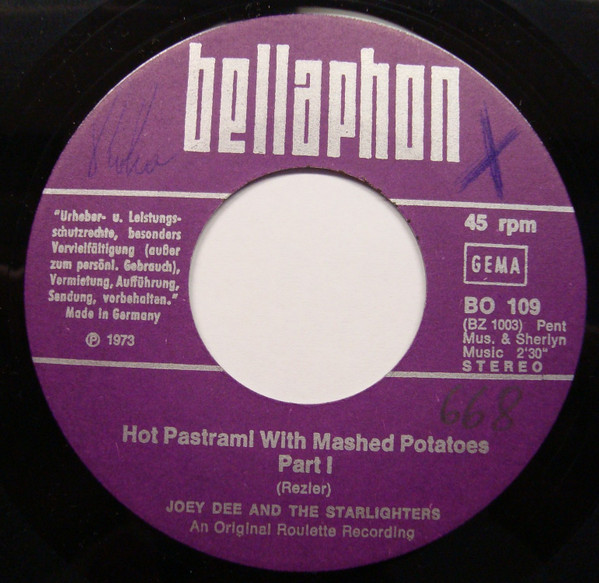 bellaphon
X
"Urheber- u. Leistungs-
schutzrechte, besonders
Vervielfältigung (außer
zum persönl. Gebrauch),
Vermietung, Aufführung,
Sendung, vorbehalten."
Made in Germany
℗ 1973
45 rpm
GEMA
BO 109
(BZ 1003) Pent
Mus. & Sherlyn
Music 2'30"
STEREO
668
Hot Pastrami With Mashed Potatoes
Part I
(Rezier)
JOEY DEE AND THE STARLIGHTERS
An Original Roulette Recording